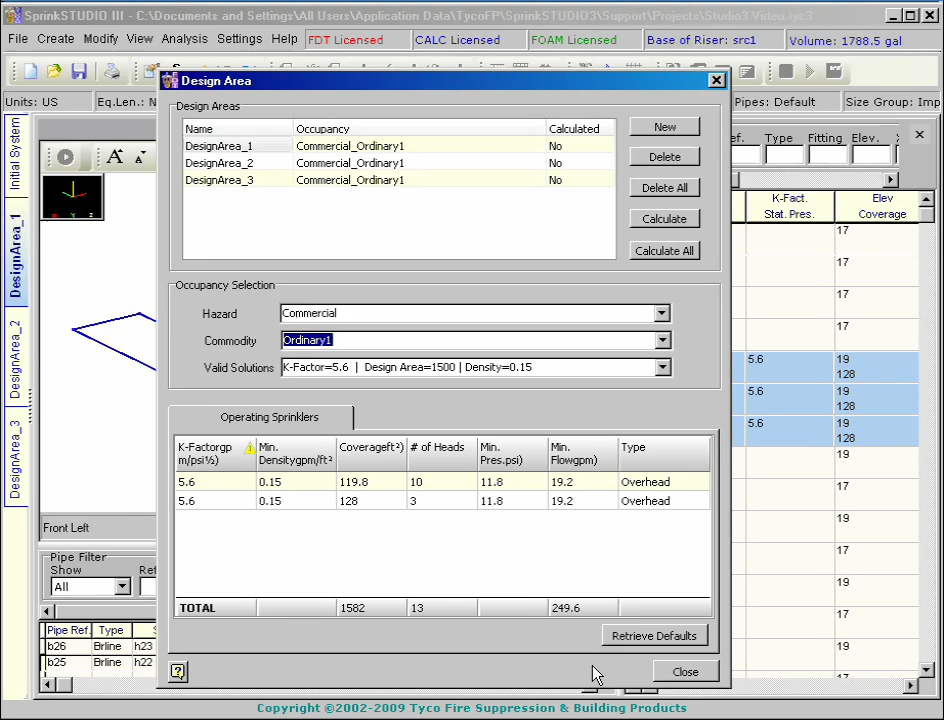 SprinkSTUDIO III - C:\Documents and Settings\All Users\Application Data\TycoFP\SprinkSTUDIO3\Support\Projects\Studio3 Video.tyc3
File Create Modify View Analysis Settings Help FDT Licensed CALC Licensed FOAM Licensed Base of Riser: src1 Volume: 1788.5 gal
Units: US Eq.Len.: N Pipes: Default Size Group: Imp
Design Area
Design Areas
Name Occupancy Calculated
DesignArea_1 Commercial_Ordinary1 No
DesignArea_2 Commercial_Ordinary1 No
DesignArea_3 Commercial_Ordinary1 No
New
Delete
Delete All
Calculate
Calculate All
Occupancy Selection
Hazard Commercial
Commodity Ordinary1
Valid Solutions K-Factor=5.6 | Design Area=1500 | Density=0.15
Operating Sprinklers
K-Factorgp Min. Coverageft²) # of Heads Min. Min. Type
m/psi½) Densitygpm/ft² Pres.psi) Flowgpm)
5.6 0.15 119.8 10 11.8 19.2 Overhead
5.6 0.15 128 3 11.8 19.2 Overhead
TOTAL 1582 13 249.6
Retrieve Defaults
Close
Initial System
DesignArea_1
DesignArea_2
DesignArea_3
A A
Y Z
Front Left
Pipe Filter
Show Ref
All
Pipe Ref. Type S
b26 Brline h23
b25 Brline h22
ef. Type Fitting Elev.
K-Fact. Elev
Stat. Pres. Coverage
17
17
17
17
5.6 19
128
5.6 19
128
5.6 19
128
19
17
19
17
19
17
19
Copyright ©2002-2009 Tyco Fire Suppression & Building Products